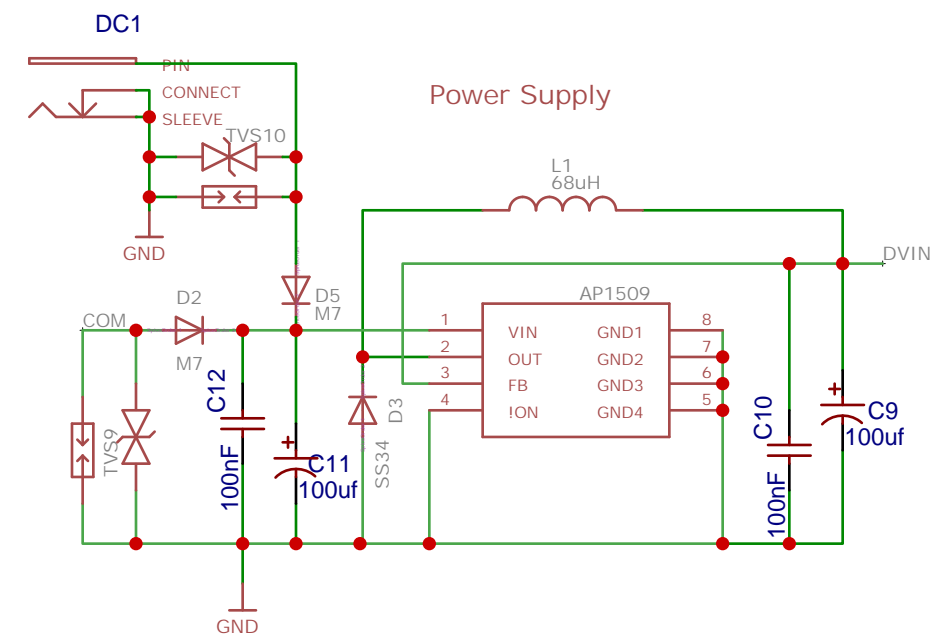 DC1
PIN
CONNECT
SLEEVE
TVS10
GND
Power Supply
L1
68uH
DVIN
D5
M7
D2
M7
COM
TVS9
C12
100nF
C11
100uf
D3
SS34
AP1509
1 VIN GND1 8
2 OUT GND2 7
3 FB GND3 6
4 !ON GND4 5
C10
100nF
C9
100uf
GND